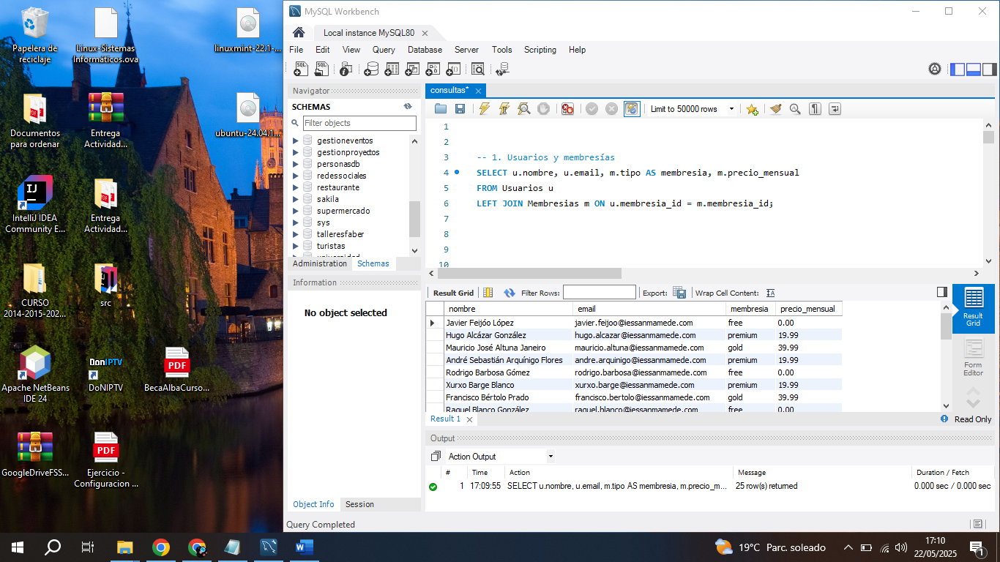 Papelera de
reciclaje
Linux-Sistemas
Informáticos.ova
linuxmint-22.1-...
Documentos
para ordenar
Entrega
Actividad...
ubuntu-24.04.1...
IntelliJ IDEA
Community E...
Entrega
Actividad...
CURSO
2014-2015-202...
src
Apache NetBeans
IDE 24
DonIPTV
DoNIPTV
PDF
BecaAlbaCurso...
GoogleDriveFSS...
PDF
Ejercicio -
Configuracion ...
MySQL Workbench
Local instance MySQL80
File Edit View Query Database Server Tools Scripting Help
Navigator
SCHEMAS
Filter objects
gestioneventos
gestionproyectos
personasdb
redessociales
restaurante
sakila
supermercado
sys
talleresfaber
turistas
Administration Schemas
Information
No object selected
Object Info Session
Query Completed
consultas*
Limit to 50000 rows
1
2
3 -- 1. Usuarios y membresías
4 SELECT u.nombre, u.email, m.tipo AS membresia, m.precio_mensual
5 FROM Usuarios u
6 LEFT JOIN Membresias m ON u.membresia_id = m.membresia_id;
7
8
9
10
Result Grid Filter Rows: Export: Wrap Cell Content:
nombre email membresia precio_mensual
Javier Feijóo López javier.feijoo@iessanmamede.com free 0.00
Hugo Alcázar González hugo.alcazar@iessanmamede.com premium 19.99
Mauricio José Altuna Janeiro mauricio.altuna@iessanmamede.com gold 39.99
André Sebastián Arquínigo Flores andre.arquinigo@iessanmamede.com premium 19.99
Rodrigo Barbosa Gómez rodrigo.barbosa@iessanmamede.com free 0.00
Xurxo Barge Blanco xurxo.barge@iessanmamede.com premium 19.99
Francisco Bértolo Prado francisco.bertolo@iessanmamede.com gold 39.99
Raquel Blanco González raquel.blanco@iessanmamede.com free 0.00
Result
Grid
Form
Editor
Result 1
Read Only
Output
Action Output
# Time Action Message Duration / Fetch
1 17:09:55 SELECT u.nombre, u.email, m.tipo AS membresia, m.precio_m... 25 row(s) returned 0.000 sec / 0.000 sec
19°C Parc. soleado
17:10
22/05/2025
1